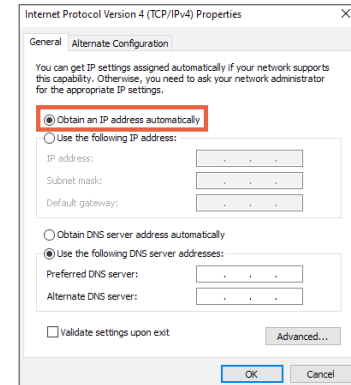 Internet Protocol Version 4 (TCP/IPv4) Properties
General Alternate Configuration
You can get IP settings assigned automatically if your network supports
this capability. Otherwise, you need to ask your network administrator
for the appropriate IP settings.
Obtain an IP address automatically
Use the following IP address:
IP address:
Subnet mask:
Default gateway:
Obtain DNS server address automatically
Use the following DNS server addresses:
Preferred DNS server:
Alternate DNS server:
Validate settings upon exit
Advanced...
OK Cancel